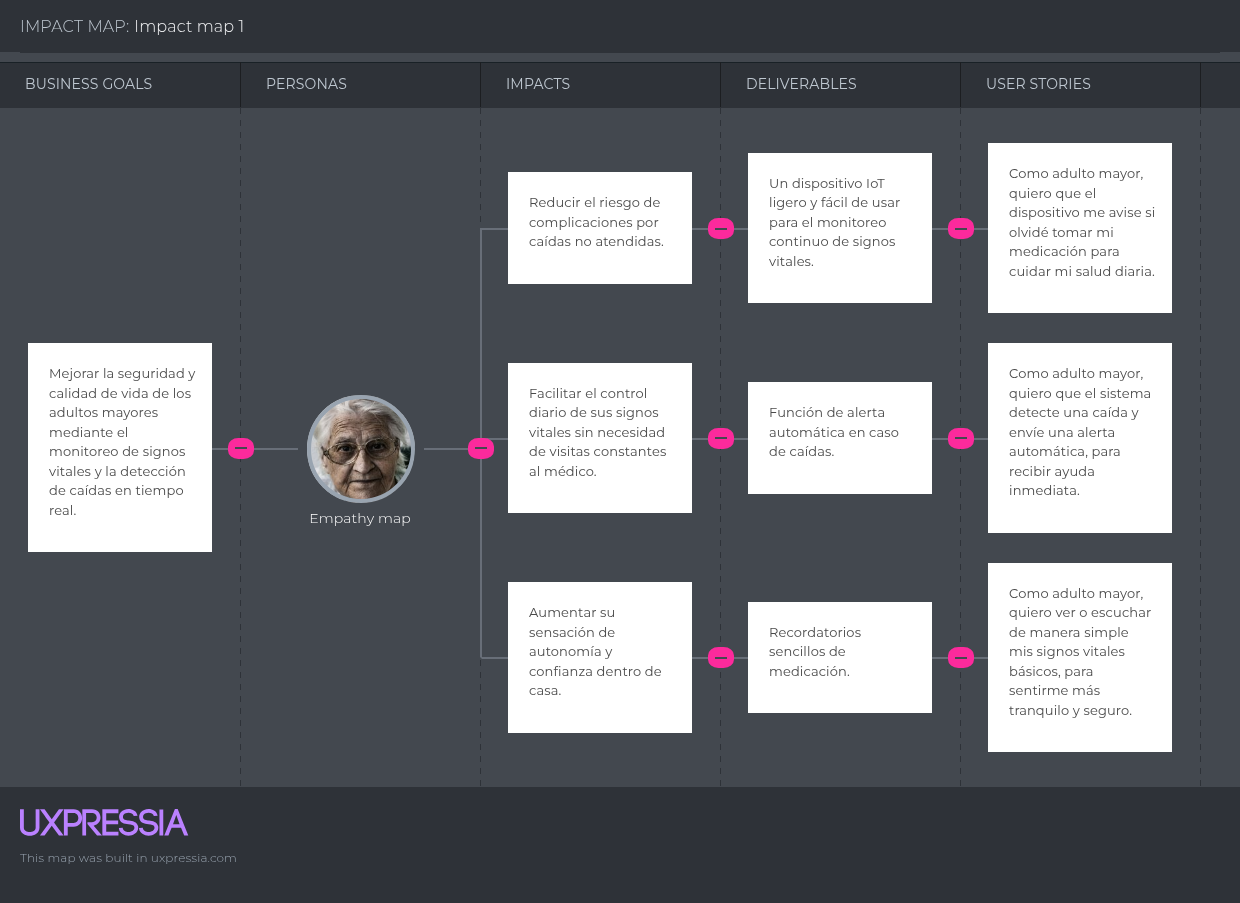 IMPACT MAP: Impact map 1
BUSINESS GOALS
PERSONAS
IMPACTS
DELIVERABLES
USER STORIES
Mejorar la seguridad y
calidad de vida de los
adultos mayores
mediante el
monitoreo de signos
vitales y la detección
de caídas en tiempo
real.
Empathy map
Reducir el riesgo de
complicaciones por
caídas no atendidas.
Un dispositivo IoT
ligero y fácil de usar
para el monitoreo
continuo de signos
vitales.
Como adulto mayor,
quiero que el
dispositivo me avise si
olvidé tomar mi
medicación para
cuidar mi salud diaria.
Facilitar el control
diario de sus signos
vitales sin necesidad
de visitas constantes
al médico.
Función de alerta
automática en caso
de caídas.
Como adulto mayor,
quiero que el sistema
detecte una caída y
envíe una alerta
automática, para
recibir ayuda
inmediata.
Aumentar su
sensación de
autonomía y
confianza dentro de
casa.
Recordatorios
sencillos de
medicación.
Como adulto mayor,
quiero ver o escuchar
de manera simple
mis signos vitales
básicos, para
sentirme más
tranquilo y seguro.
UXPRESSIA
This map was built in uxpressia.com